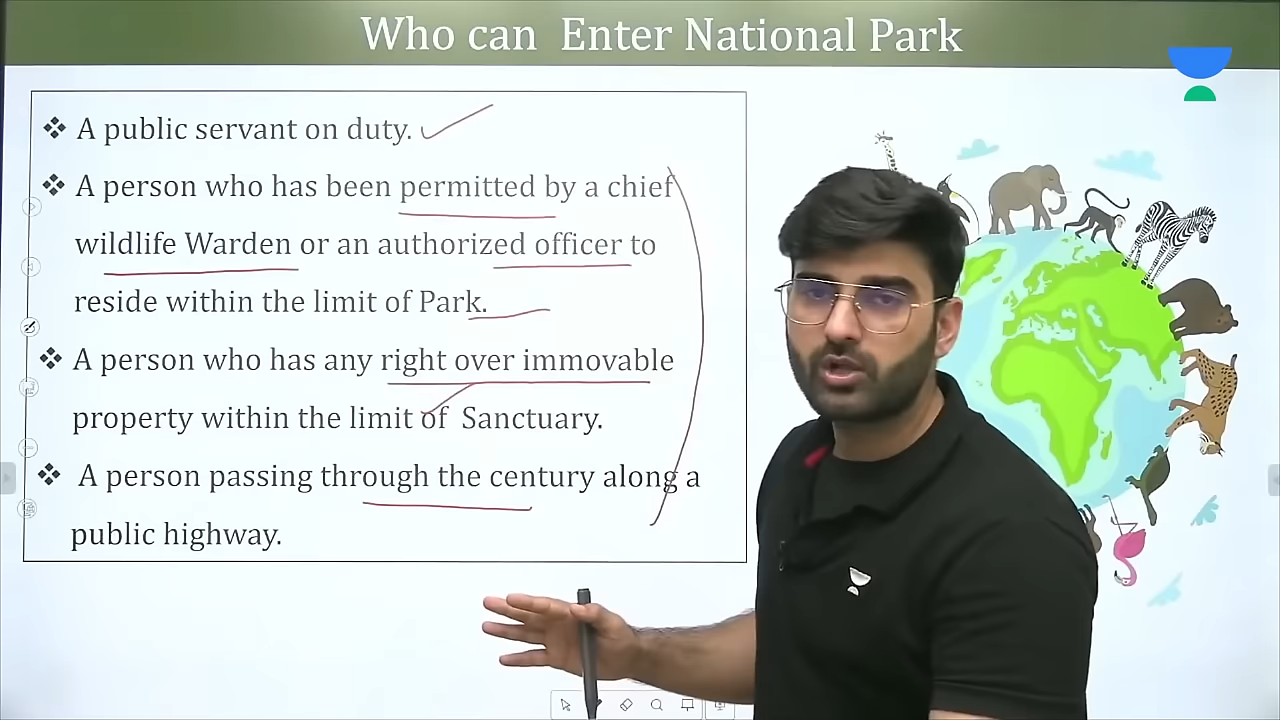 Who can Enter National Park
❖ A public servant on duty.
❖ A person who has been permitted by a chief
wildlife Warden or an authorized officer to
reside within the limit of Park.
❖ A person who has any right over immovable
property within the limit of Sanctuary.
❖ A person passing through the century along a
public highway.